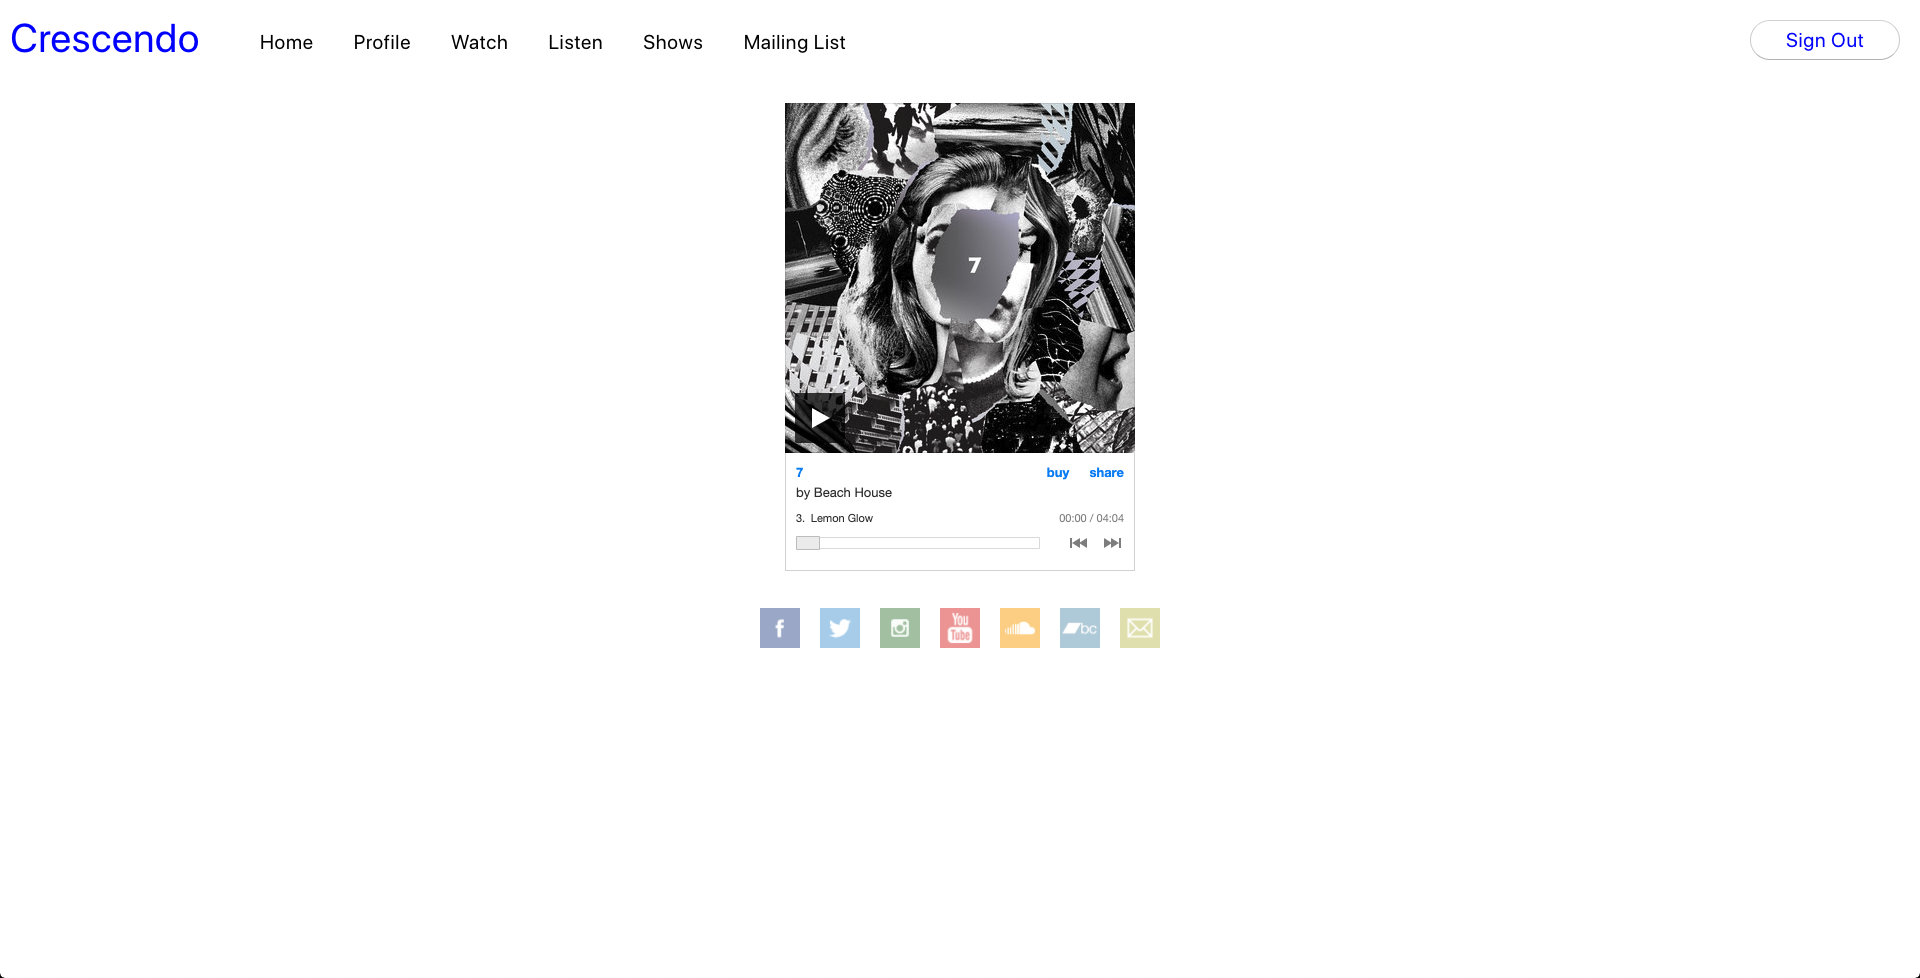 Crescendo
Home Profile Watch Listen Shows Mailing List
Sign Out
7
7 buy share
by Beach House
3. Lemon Glow 00:00 / 04:04
f
You
Tube
bc